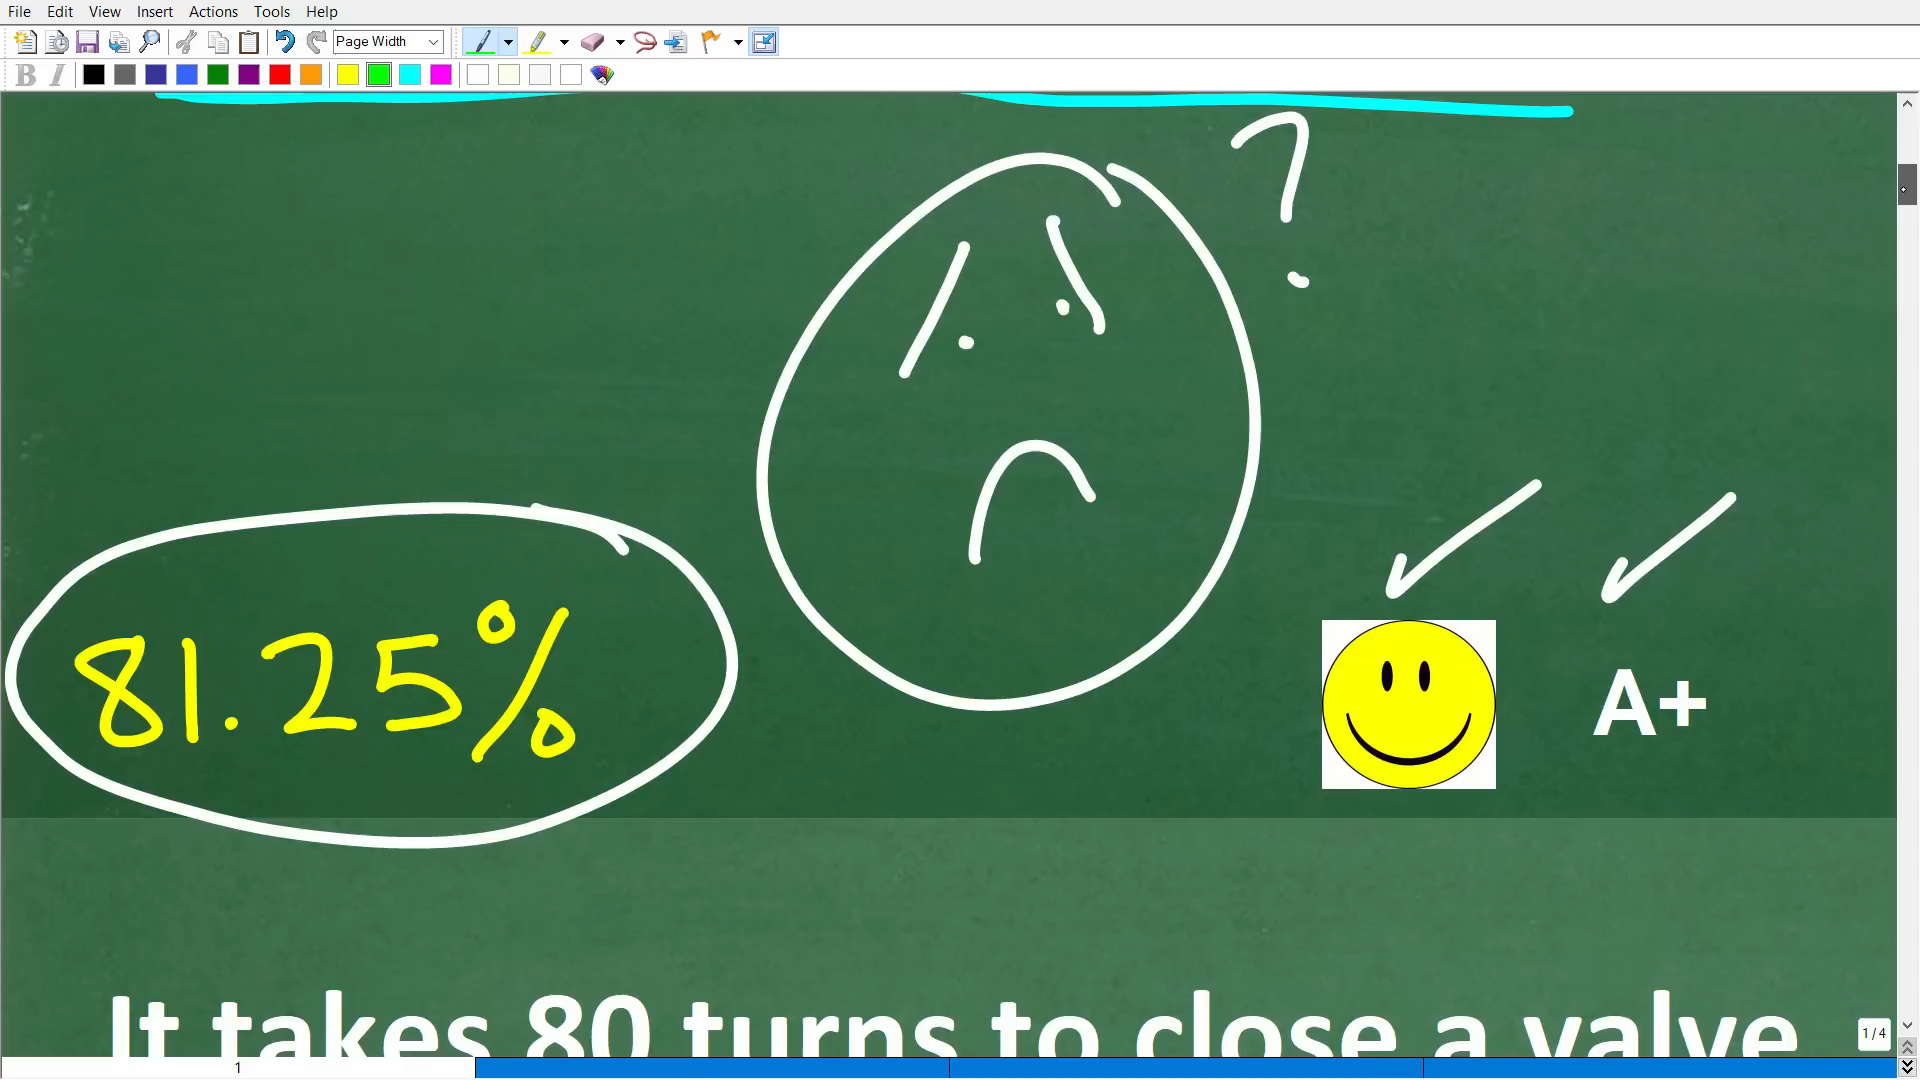 File Edit View Insert Actions Tools Help
Page Width
B I
?
81.25%
A+
It takes 80 turns to close a valve
1 / 4
1